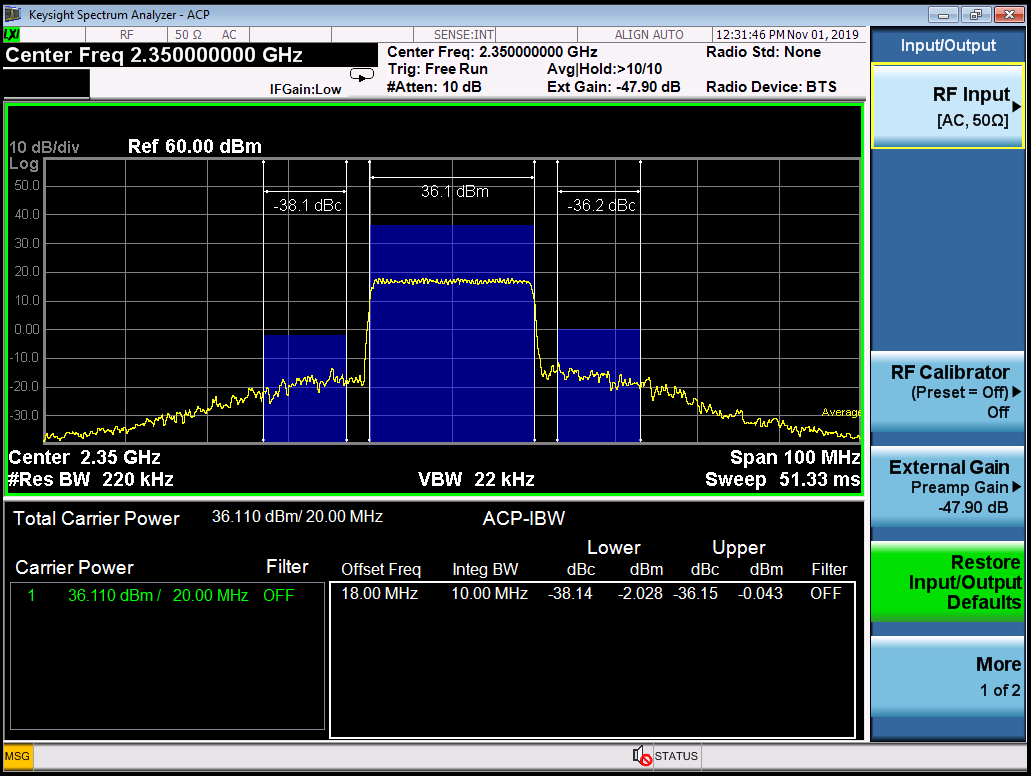 Keysight Spectrum Analyzer - ACP
LXI
RF
50 Ω
AC
SENSE:INT
ALIGN AUTO
12:31:46 PM Nov 01, 2019
Center Freq 2.350000000 GHz
IFGain:Low
Center Freq: 2.350000000 GHz
Trig: Free Run
Avg|Hold:>10/10
#Atten: 10 dB
Ext Gain: -47.90 dB
Radio Std: None
Radio Device: BTS
10 dB/div
Log
Ref 60.00 dBm
50.0
40.0
30.0
20.0
10.0
0.00
-10.0
-20.0
-30.0
-38.1 dBc
36.1 dBm
-36.2 dBc
Average
Center 2.35 GHz
Span 100 MHz
#Res BW 220 kHz
VBW 22 kHz
Sweep 51.33 ms
Total Carrier Power 36.110 dBm/ 20.00 MHz
ACP-IBW
Lower Upper
Carrier Power Filter
Offset Freq Integ BW dBc dBm dBc dBm Filter
1 36.110 dBm / 20.00 MHz OFF
18.00 MHz 10.00 MHz -38.14 -2.028 -36.15 -0.043 OFF
MSG
STATUS
Input/Output
RF Input
[AC, 50Ω]
RF Calibrator
(Preset = Off)
Off
External Gain
Preamp Gain
-47.90 dB
Restore
Input/Output
Defaults
More
1 of 2